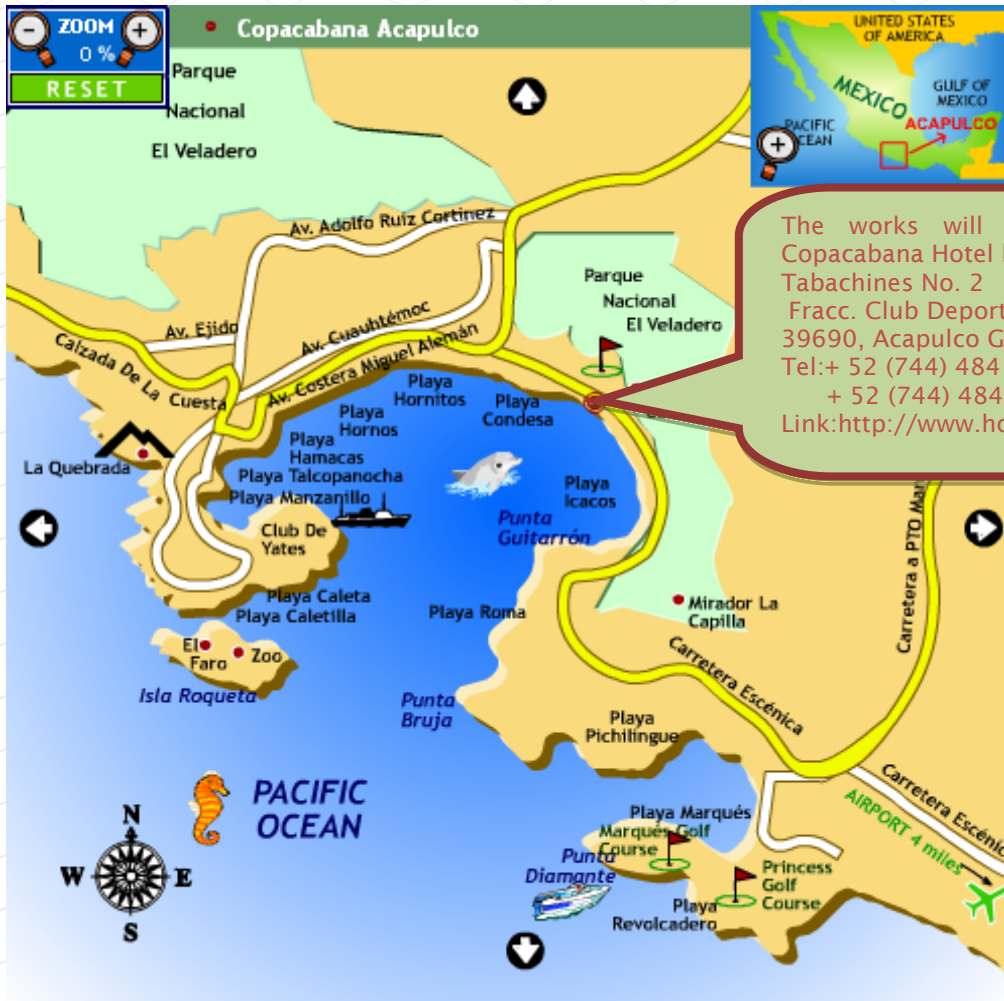 ZOOM
0 %
RESET
Copacabana Acapulco
UNITED STATES
OF AMERICA
MEXICO
GULF OF
MEXICO
PACIFIC
ACAPULCO
Parque
Nacional
El Veladero
Av. Adolfo Ruiz Cortinez
The works will
Copacabana Hotel
Tabachines No. 2
Fracc. Club Deport
39690, Acapulco G
Tel:+ 52 (744) 484
+ 52 (744) 484
Link:http://www.ho
Parque
Nacional
El Veladero
Av. Ejido
Av. Cuauhtémoc
Av. Costera Miguel Alemán
Calzada De La
Cuesta
Playa
Hornitos
Playa
Condesa
Playa
Hornos
Playa
Hamacas
La Quebrada
Playa Talcopanocha
Playa Manzanillo
Playa
Icacos
Club De
Yates
Punta
Guitarrón
Playa Caleta
Playa Caletilla
Playa Roma
Mirador La
Capilla
Carretera a PTO Mar
El
Faro
Zoo
Isla Roqueta
Punta
Bruja
Carretera Escénica
Playa
Pichilingue
PACIFIC
OCEAN
Carretera Escénic
AIRPORT 4 miles
Playa Marqués
Marqués Golf
Course
Punta
Diamante
Princess
Golf
Course
Playa
Revolcadero
N
W
E
S